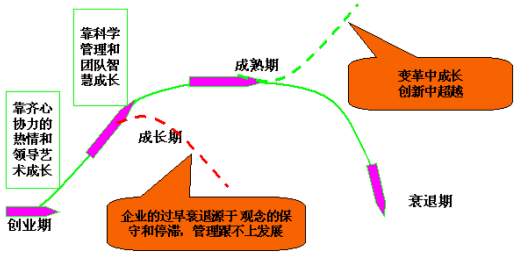 靠科学
管理和
团队智
慧成长
成熟期
变革中成长
创新中超越
靠齐心
协力的
热情和
领导艺
术成长
成长期
衰退期
创业期
企业的过早衰退源于 观念的保
守和停滞，管理跟不上发展